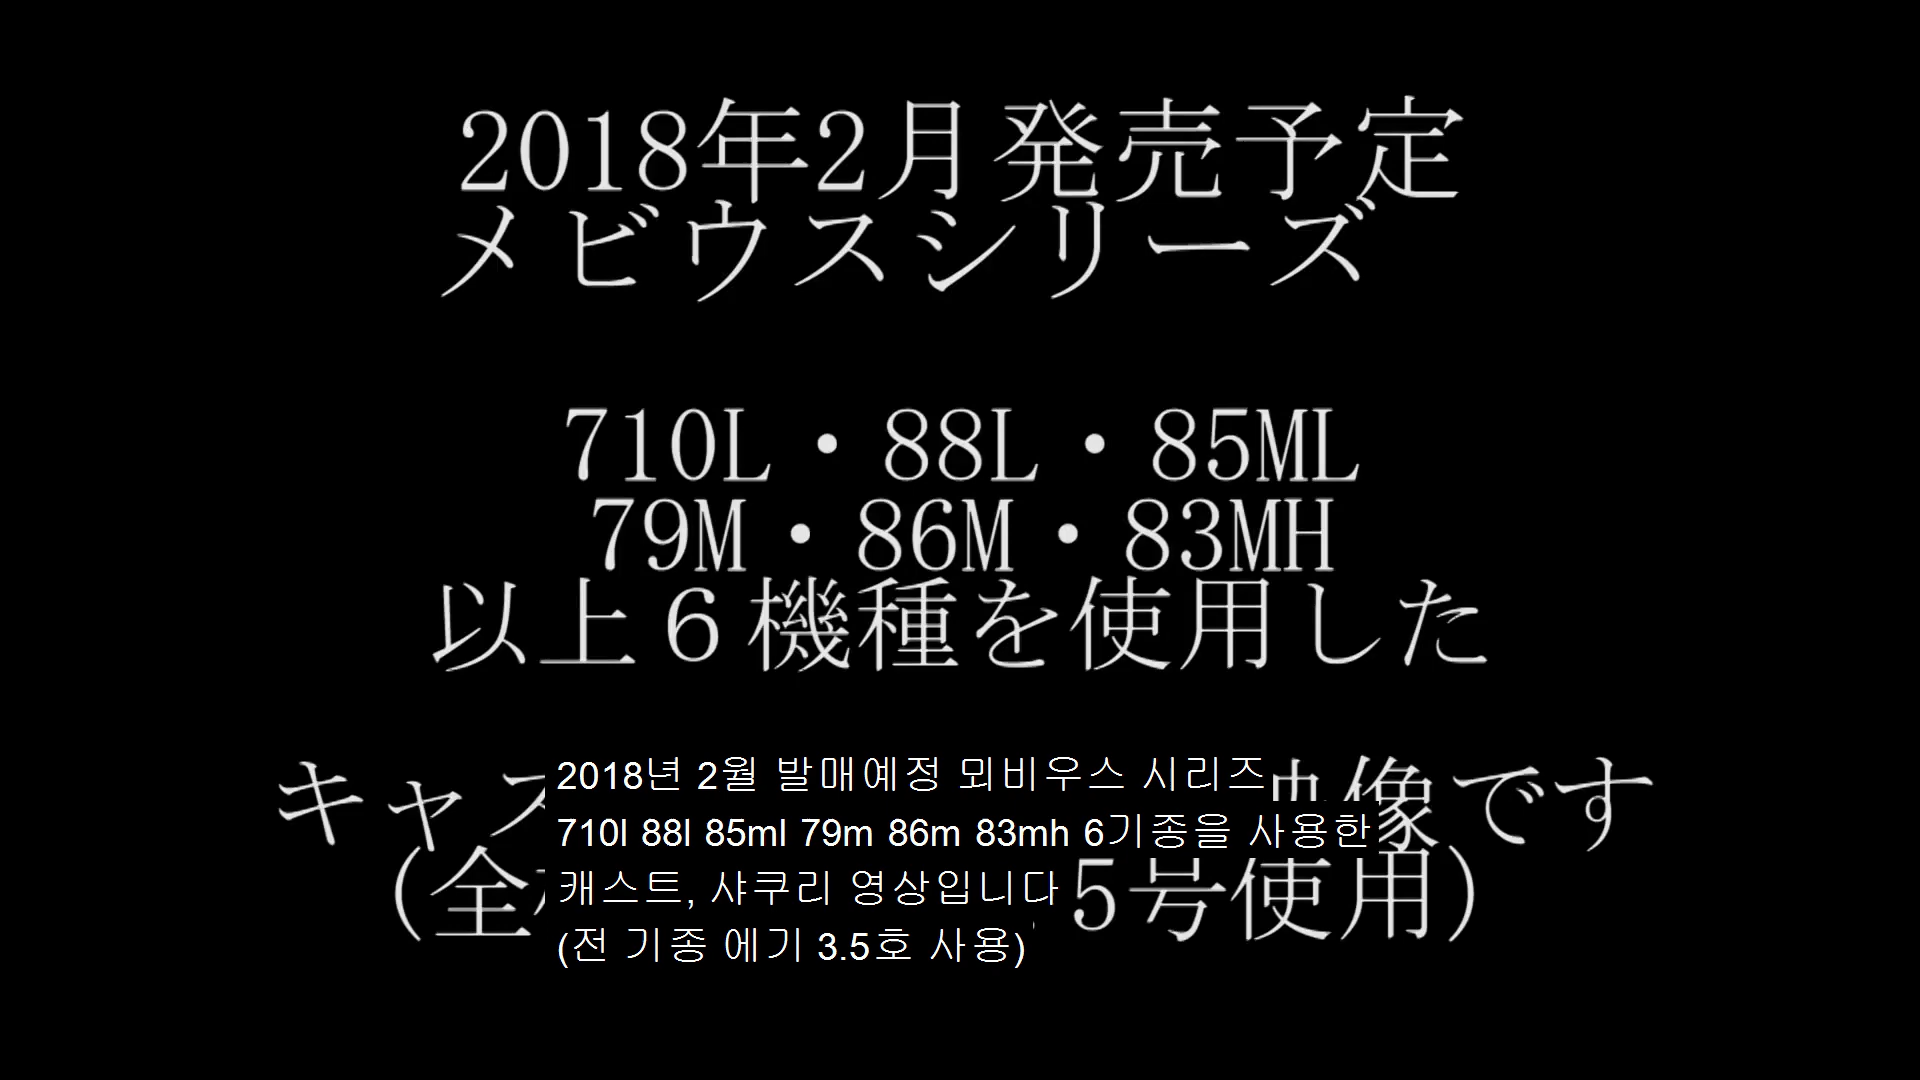 2018年2月発売予定
メビウスシリーズ
710L・88L・85ML
79M・86M・83MH
以上６機種を使用した
キャス
像です
(全
5号使用)
2018년 2월 발매예정 뫼비우스 시리즈
710l 88l 85ml 79m 86m 83mh 6기종을 사용한
캐스트, 샤쿠리 영상입니다
(전 기종 에기 3.5호 사용)